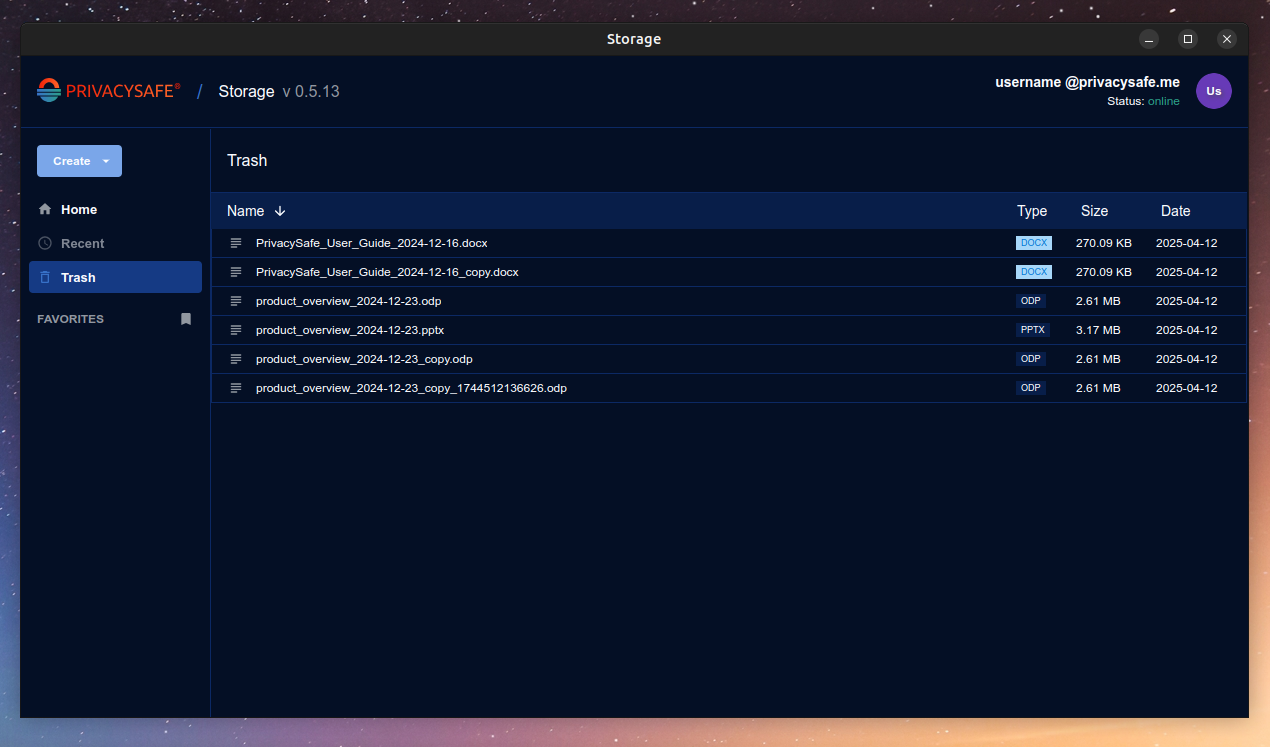 Storage
PRIVACYSAFE® / Storage v 0.5.13
username @privacysafe.me
Status: online
Us
Create
Home
Recent
Trash
FAVORITES
Trash
Name Type Size Date
PrivacySafe_User_Guide_2024-12-16.docx DOCX 270.09 KB 2025-04-12
PrivacySafe_User_Guide_2024-12-16_copy.docx DOCX 270.09 KB 2025-04-12
product_overview_2024-12-23.odp ODP 2.61 MB 2025-04-12
product_overview_2024-12-23.pptx PPTX 3.17 MB 2025-04-12
product_overview_2024-12-23_copy.odp ODP 2.61 MB 2025-04-12
product_overview_2024-12-23_copy_1744512136626.odp ODP 2.61 MB 2025-04-12